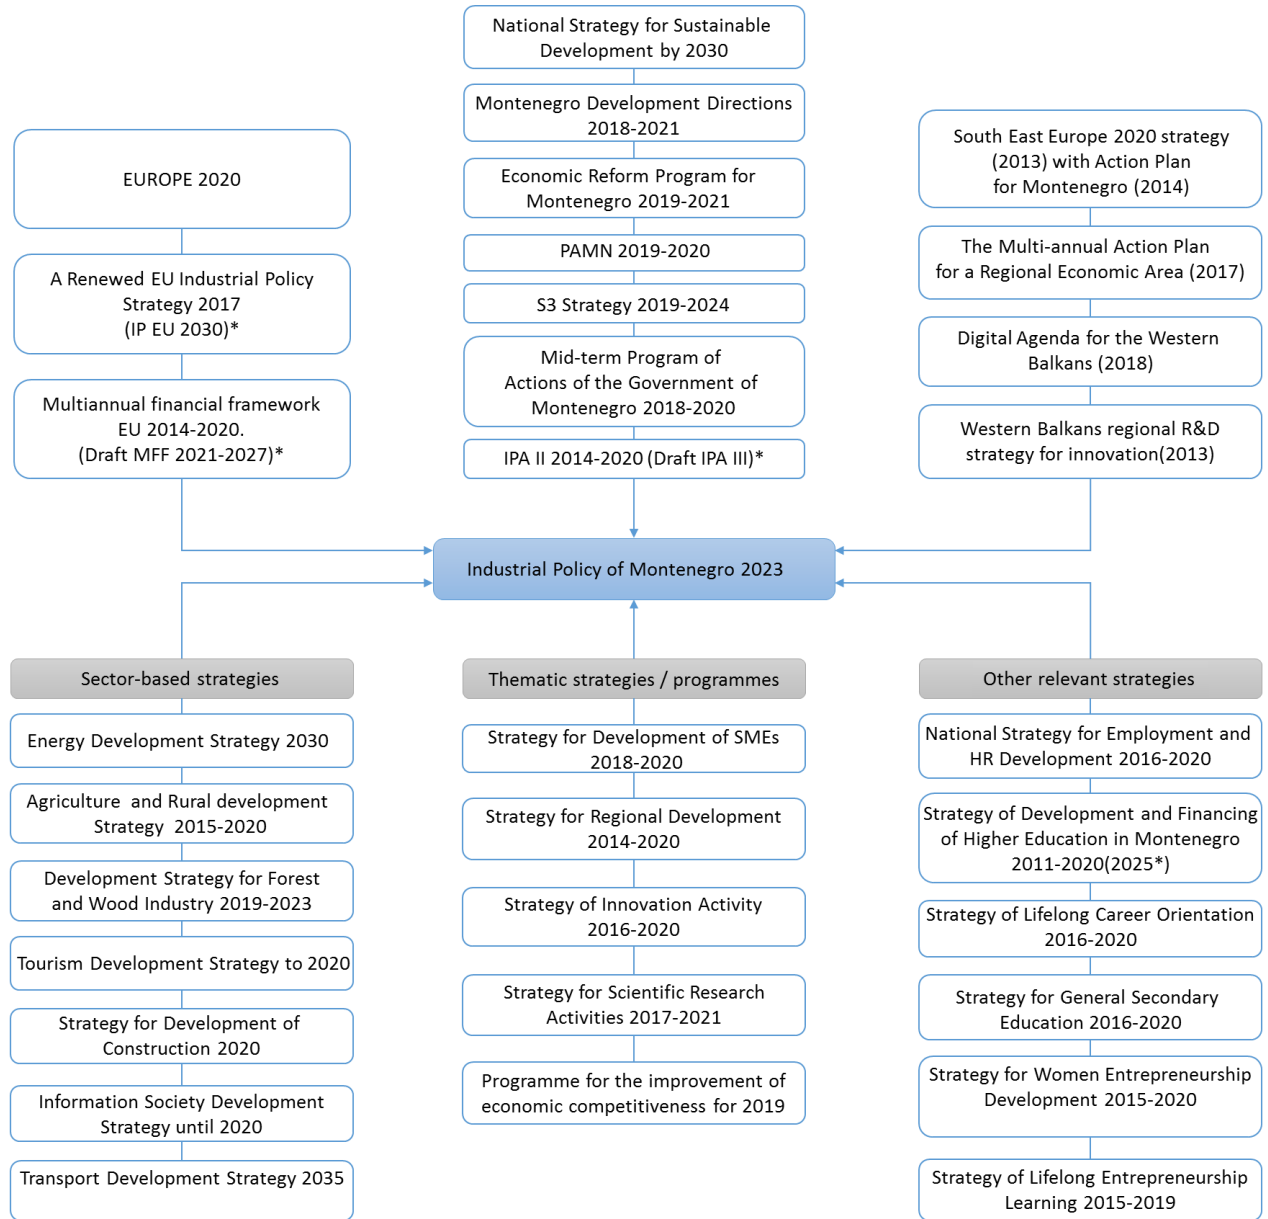 National Strategy for Sustainable
Development by 2030
Montenegro Development Directions
2018-2021
Economic Reform Program for
Montenegro 2019-2021
PAMN 2019-2020
S3 Strategy 2019-2024
Mid-term Program of
Actions of the Government of
Montenegro 2018-2020
IPA II 2014-2020 (Draft IPA III)*
EUROPE 2020
A Renewed EU Industrial Policy
Strategy 2017
(IP EU 2030)*
Multiannual financial framework
EU 2014-2020.
(Draft MFF 2021-2027)*
South East Europe 2020 strategy
(2013) with Action Plan
for Montenegro (2014)
The Multi-annual Action Plan
for a Regional Economic Area (2017)
Digital Agenda for the Western
Balkans (2018)
Western Balkans regional R&D
strategy for innovation(2013)
Industrial Policy of Montenegro 2023
Sector-based strategies
Energy Development Strategy 2030
Agriculture and Rural development
Strategy 2015-2020
Development Strategy for Forest
and Wood Industry 2019-2023
Tourism Development Strategy to 2020
Strategy for Development of
Construction 2020
Information Society Development
Strategy until 2020
Transport Development Strategy 2035
Thematic strategies / programmes
Strategy for Development of SMEs
2018-2020
Strategy for Regional Development
2014-2020
Strategy of Innovation Activity
2016-2020
Strategy for Scientific Research
Activities 2017-2021
Programme for the improvement of
economic competitiveness for 2019
Other relevant strategies
National Strategy for Employment and
HR Development 2016-2020
Strategy of Development and Financing
of Higher Education in Montenegro
2011-2020(2025*)
Strategy of Lifelong Career Orientation
2016-2020
Strategy for General Secondary
Education 2016-2020
Strategy for Women Entrepreneurship
Development 2015-2020
Strategy of Lifelong Entrepreneurship
Learning 2015-2019